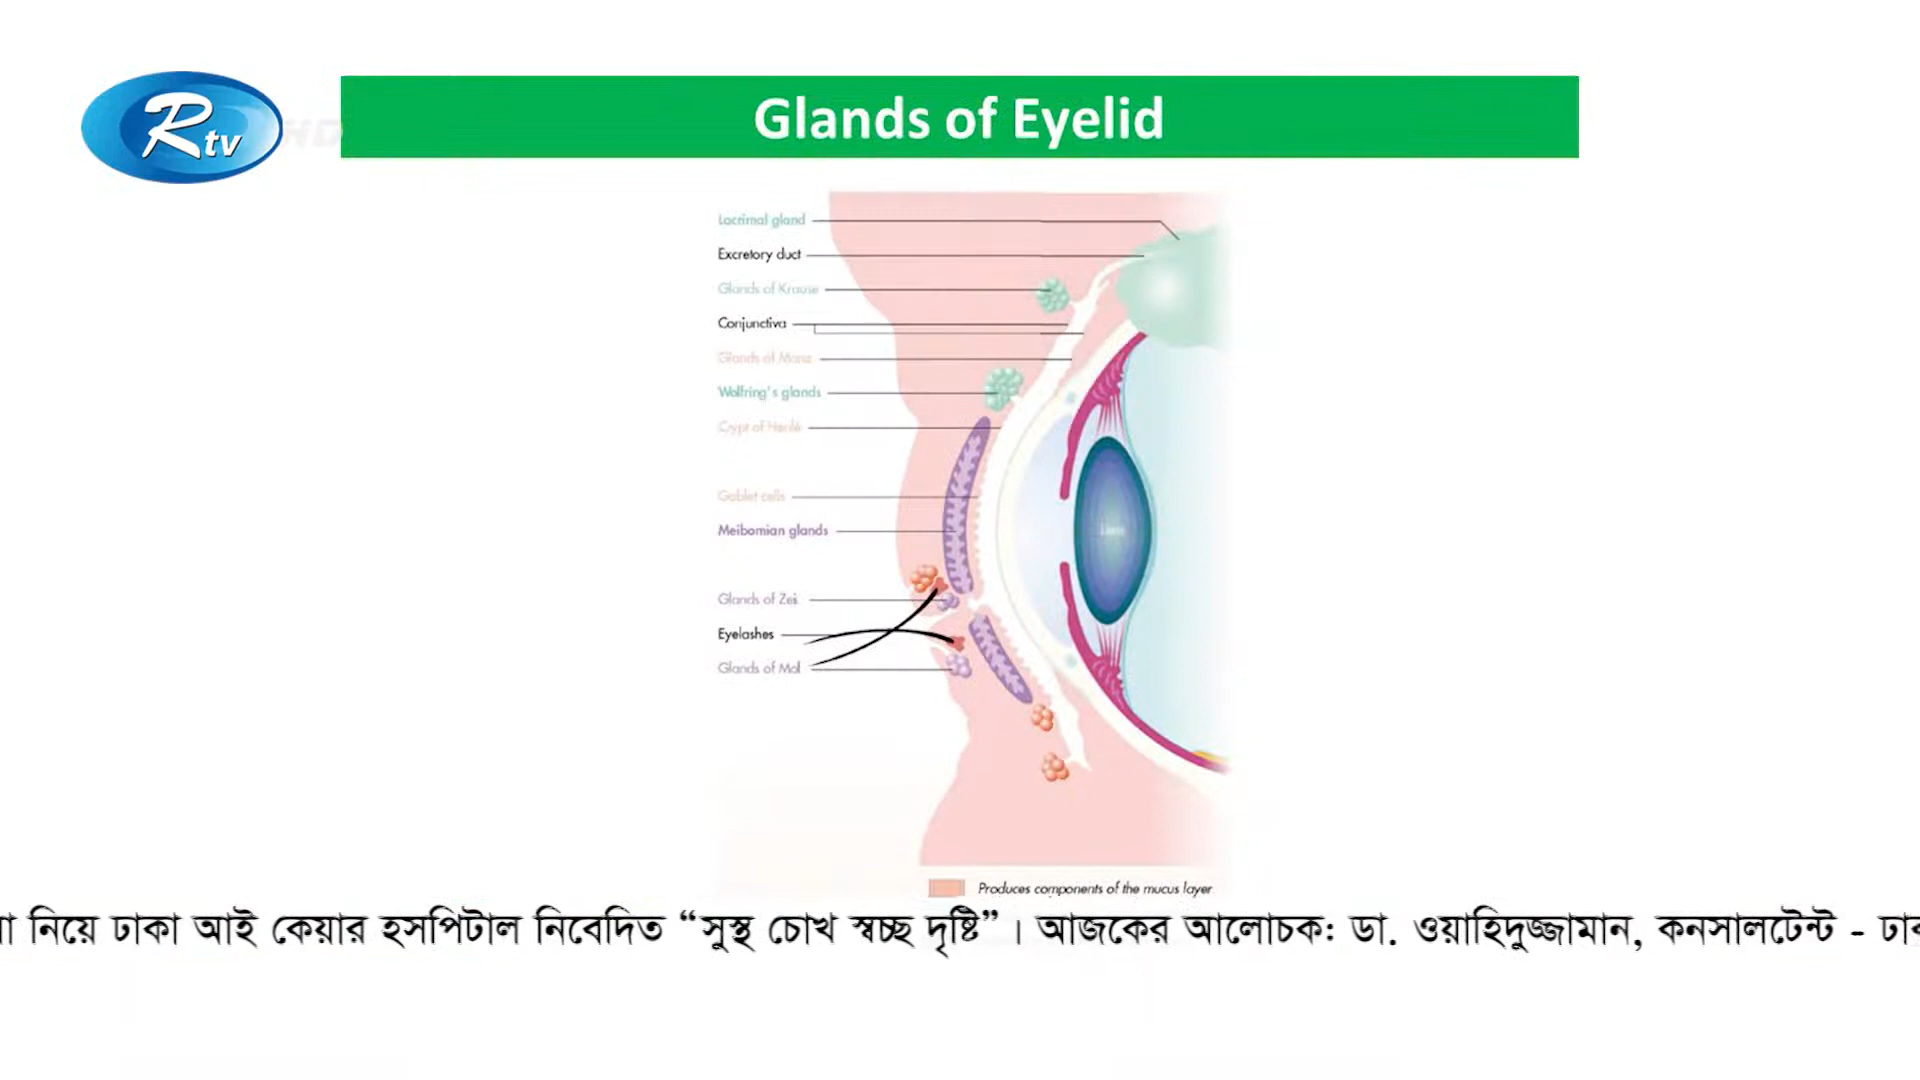 Rtv
Glands of Eyelid
Lacrimal gland
Excretory duct
Glands of Krause
Conjunctiva
Glands of Manz
Wolfring's glands
Crypt of Henle
Goblet cells
Meibomian glands
Glands of Zeis
Eyelashes
Glands of Mol
Lens
Produces components of the mucus layer
নিয়ে ঢাকা আই কেয়ার হসপিটাল নিবেদিত “সুস্থ চোখ স্বচ্ছ দৃষ্টি” । আজকের আলোচক: ডা. ওয়াহিদুজ্জামান, কনসালটেন্ট -